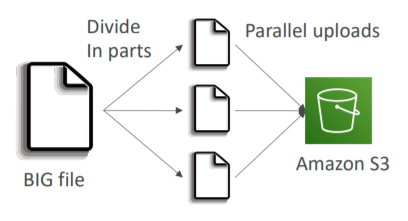 Divide
In parts
Parallel uploads
Amazon S3
BIG file